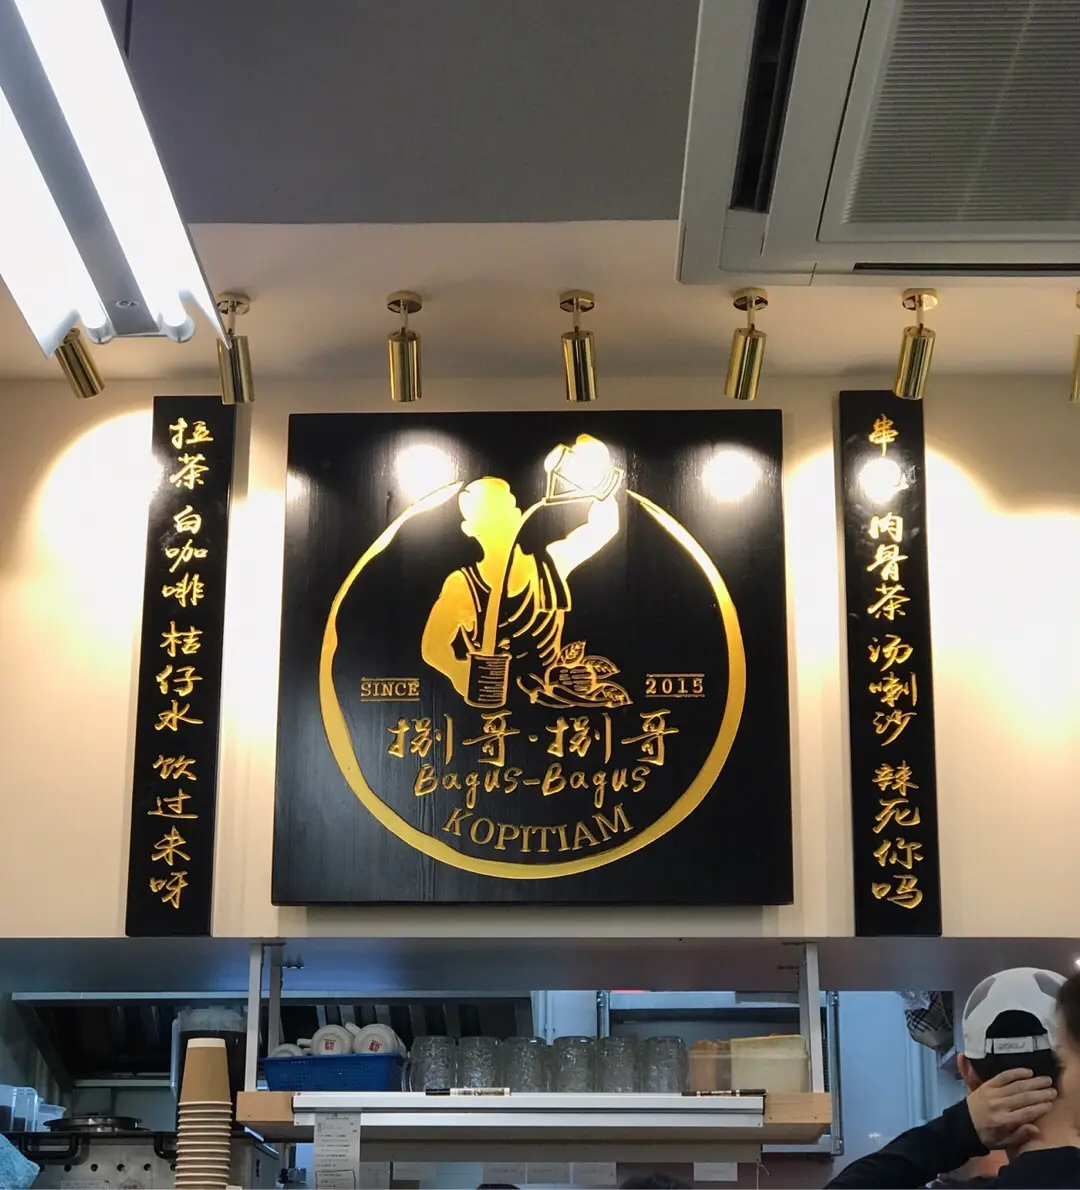 拉茶 白咖啡 桔仔水 饮过未呀
SINCE 2015
捌哥·捌哥
Bagus-Bagus
KOPITIAM
串 肉骨茶 汤喇沙 辣死你吗